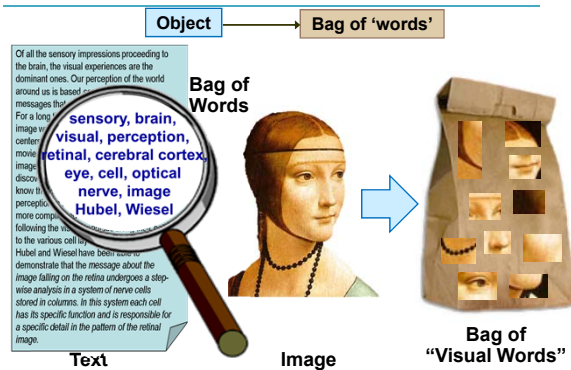 Object
Bag of ‘words’
Of all the sensory impressions proceeding to
the brain, the visual experiences are the
dominant ones. Our perception of the world
around us is based
messages that
For a long
image
movie
image
discov
know th
perception
more comp
following the
to the various cell
Hubel and Wiesel have been able to
demonstrate that the message about the
image falling on the retina undergoes a step-
wise analysis in a system of nerve cells
stored in columns. In this system each cell
has its specific function and is responsible for
a specific detail in the pattern of the retinal
image.
Bag of
Words
sensory, brain,
visual, perception,
retinal, cerebral cortex,
eye, cell, optical
nerve, image
Hubel, Wiesel
Text
Image
Bag of
“Visual Words”